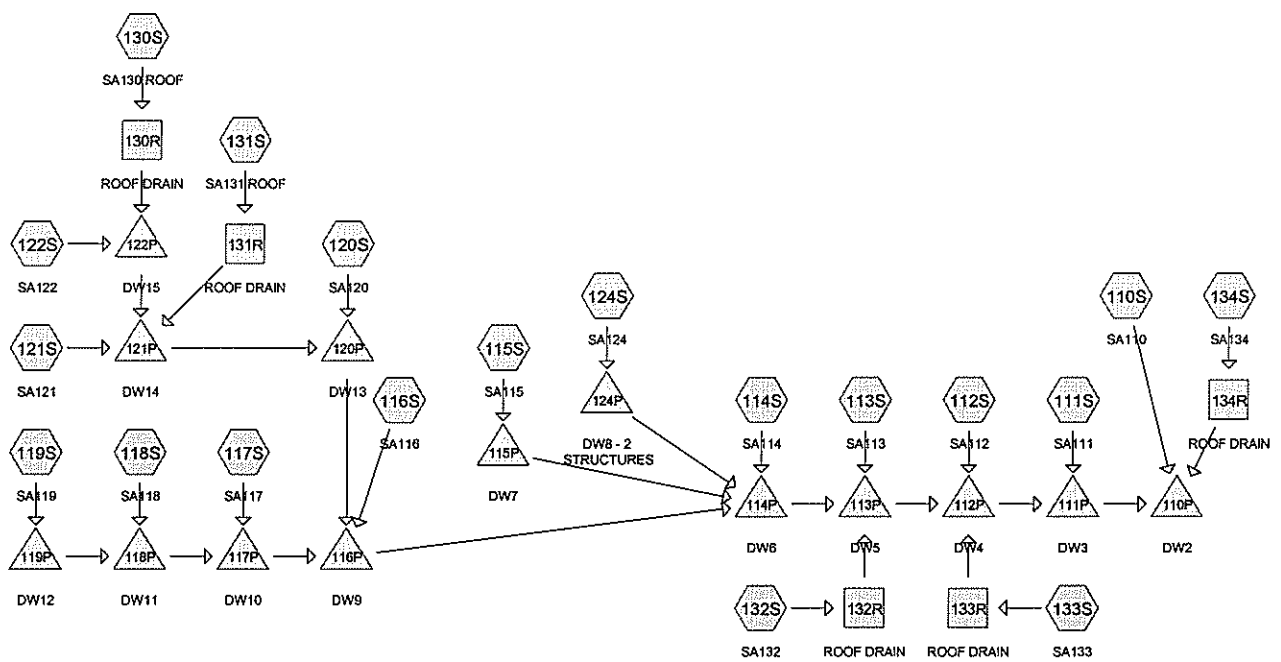 130S
SA130 ROOF
130R
131S
ROOF DRAIN
SA131 ROOF
122S
122P
131R
120S
SA122
DW15
ROOF DRAIN
SA120
124S
110S
134S
SA124
SA110
SA134
121S
121P
120P
115S
SA121
DW14
DW13
SA115
116S
SA116
124P
DW8 - 2
STRUCTURES
114S
113S
112S
111S
134R
SA114
SA113
SA112
SA111
ROOF DRAIN
119S
118S
117S
115P
SA119
SA118
SA117
DW7
114P
113P
112P
111P
110P
DW6
DW5
DW4
DW3
DW2
119P
118P
117P
116P
DW12
DW11
DW10
DW9
132S
132R
133R
133S
SA132
ROOF DRAIN
ROOF DRAIN
SA133